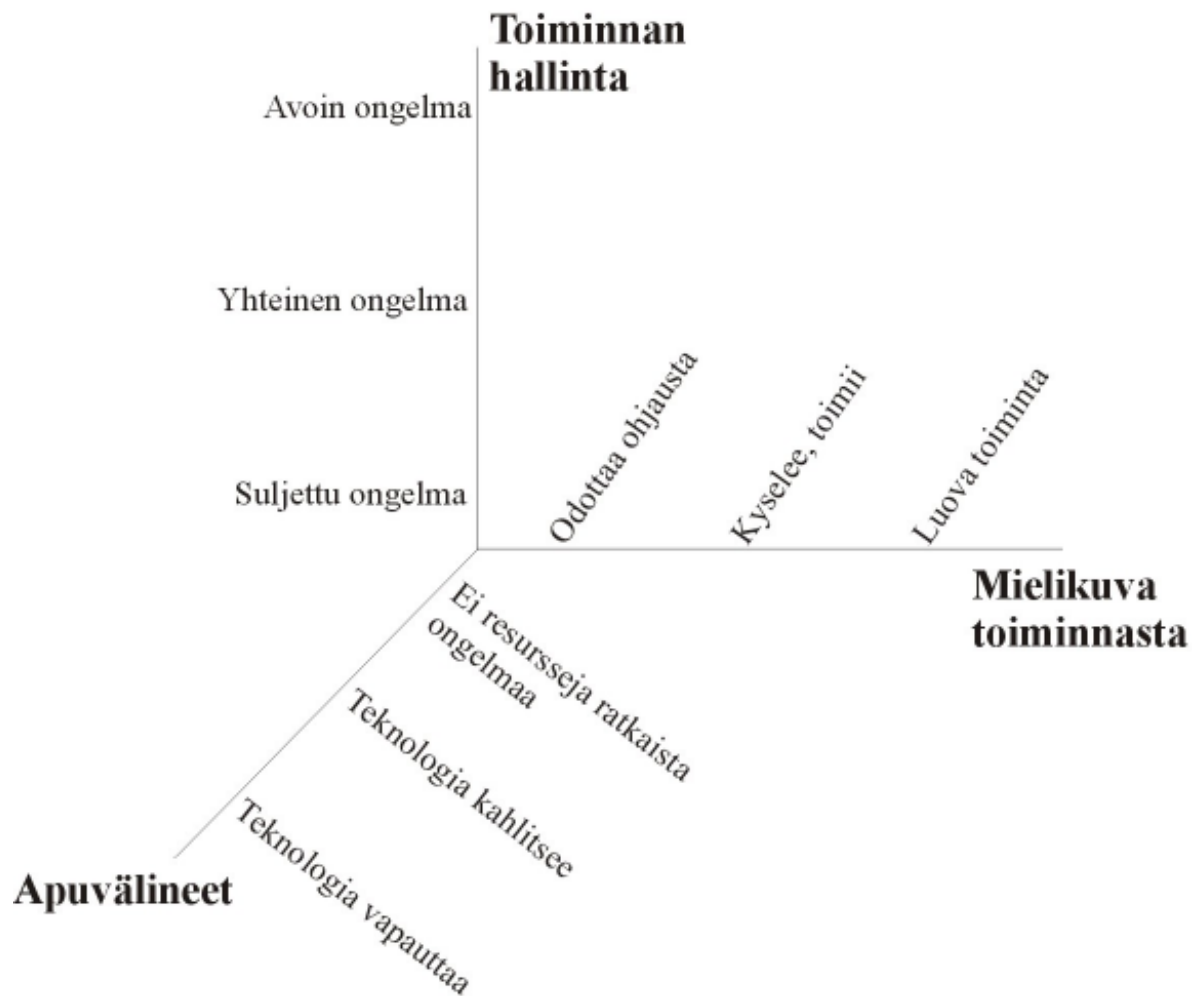 Toiminnan
hallinta
Avoin ongelma
Yhteinen ongelma
Suljettu ongelma
Odottaa ohjausta
Kyselee, toimii
Luova toiminta
Mielikuva
toiminnasta
Ei resursseja ratkaista
ongelmaa
Teknologia kahlitsee
Teknologia vapauttaa
Apuvälineet